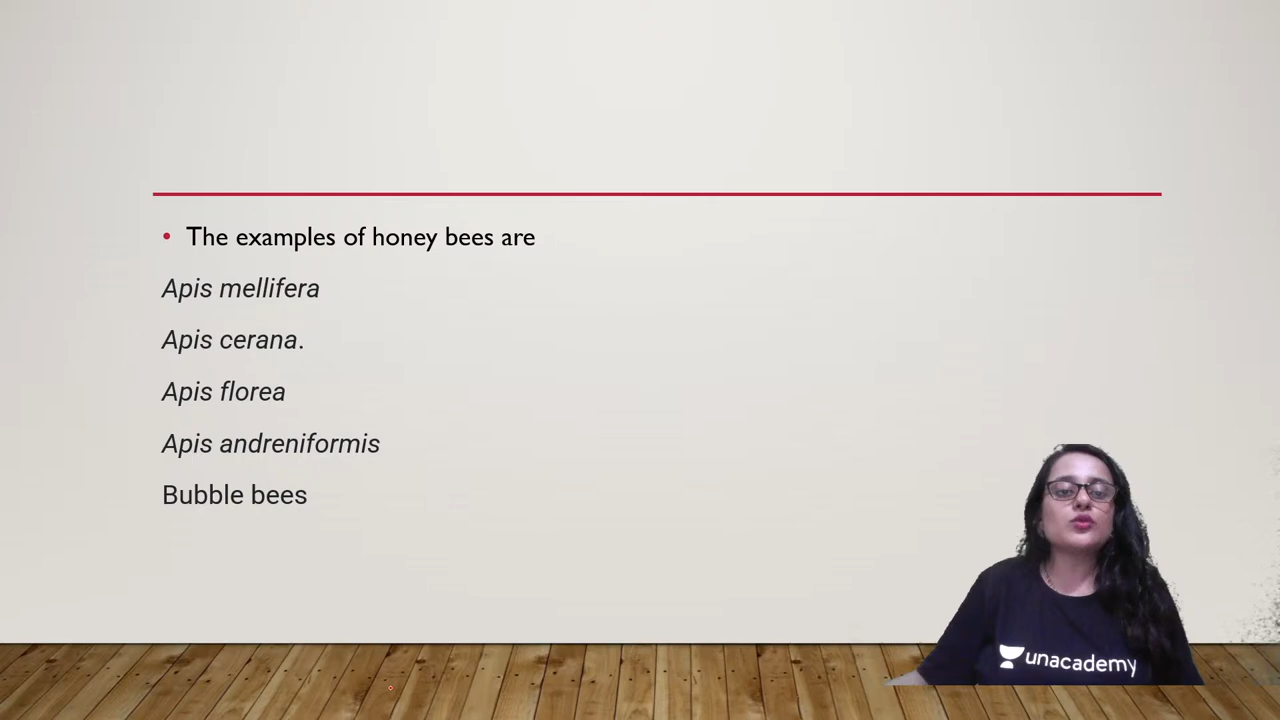 • The examples of honey bees are
Apis mellifera
Apis cerana.
Apis florea
Apis andreniformis
Bubble bees
unacademy